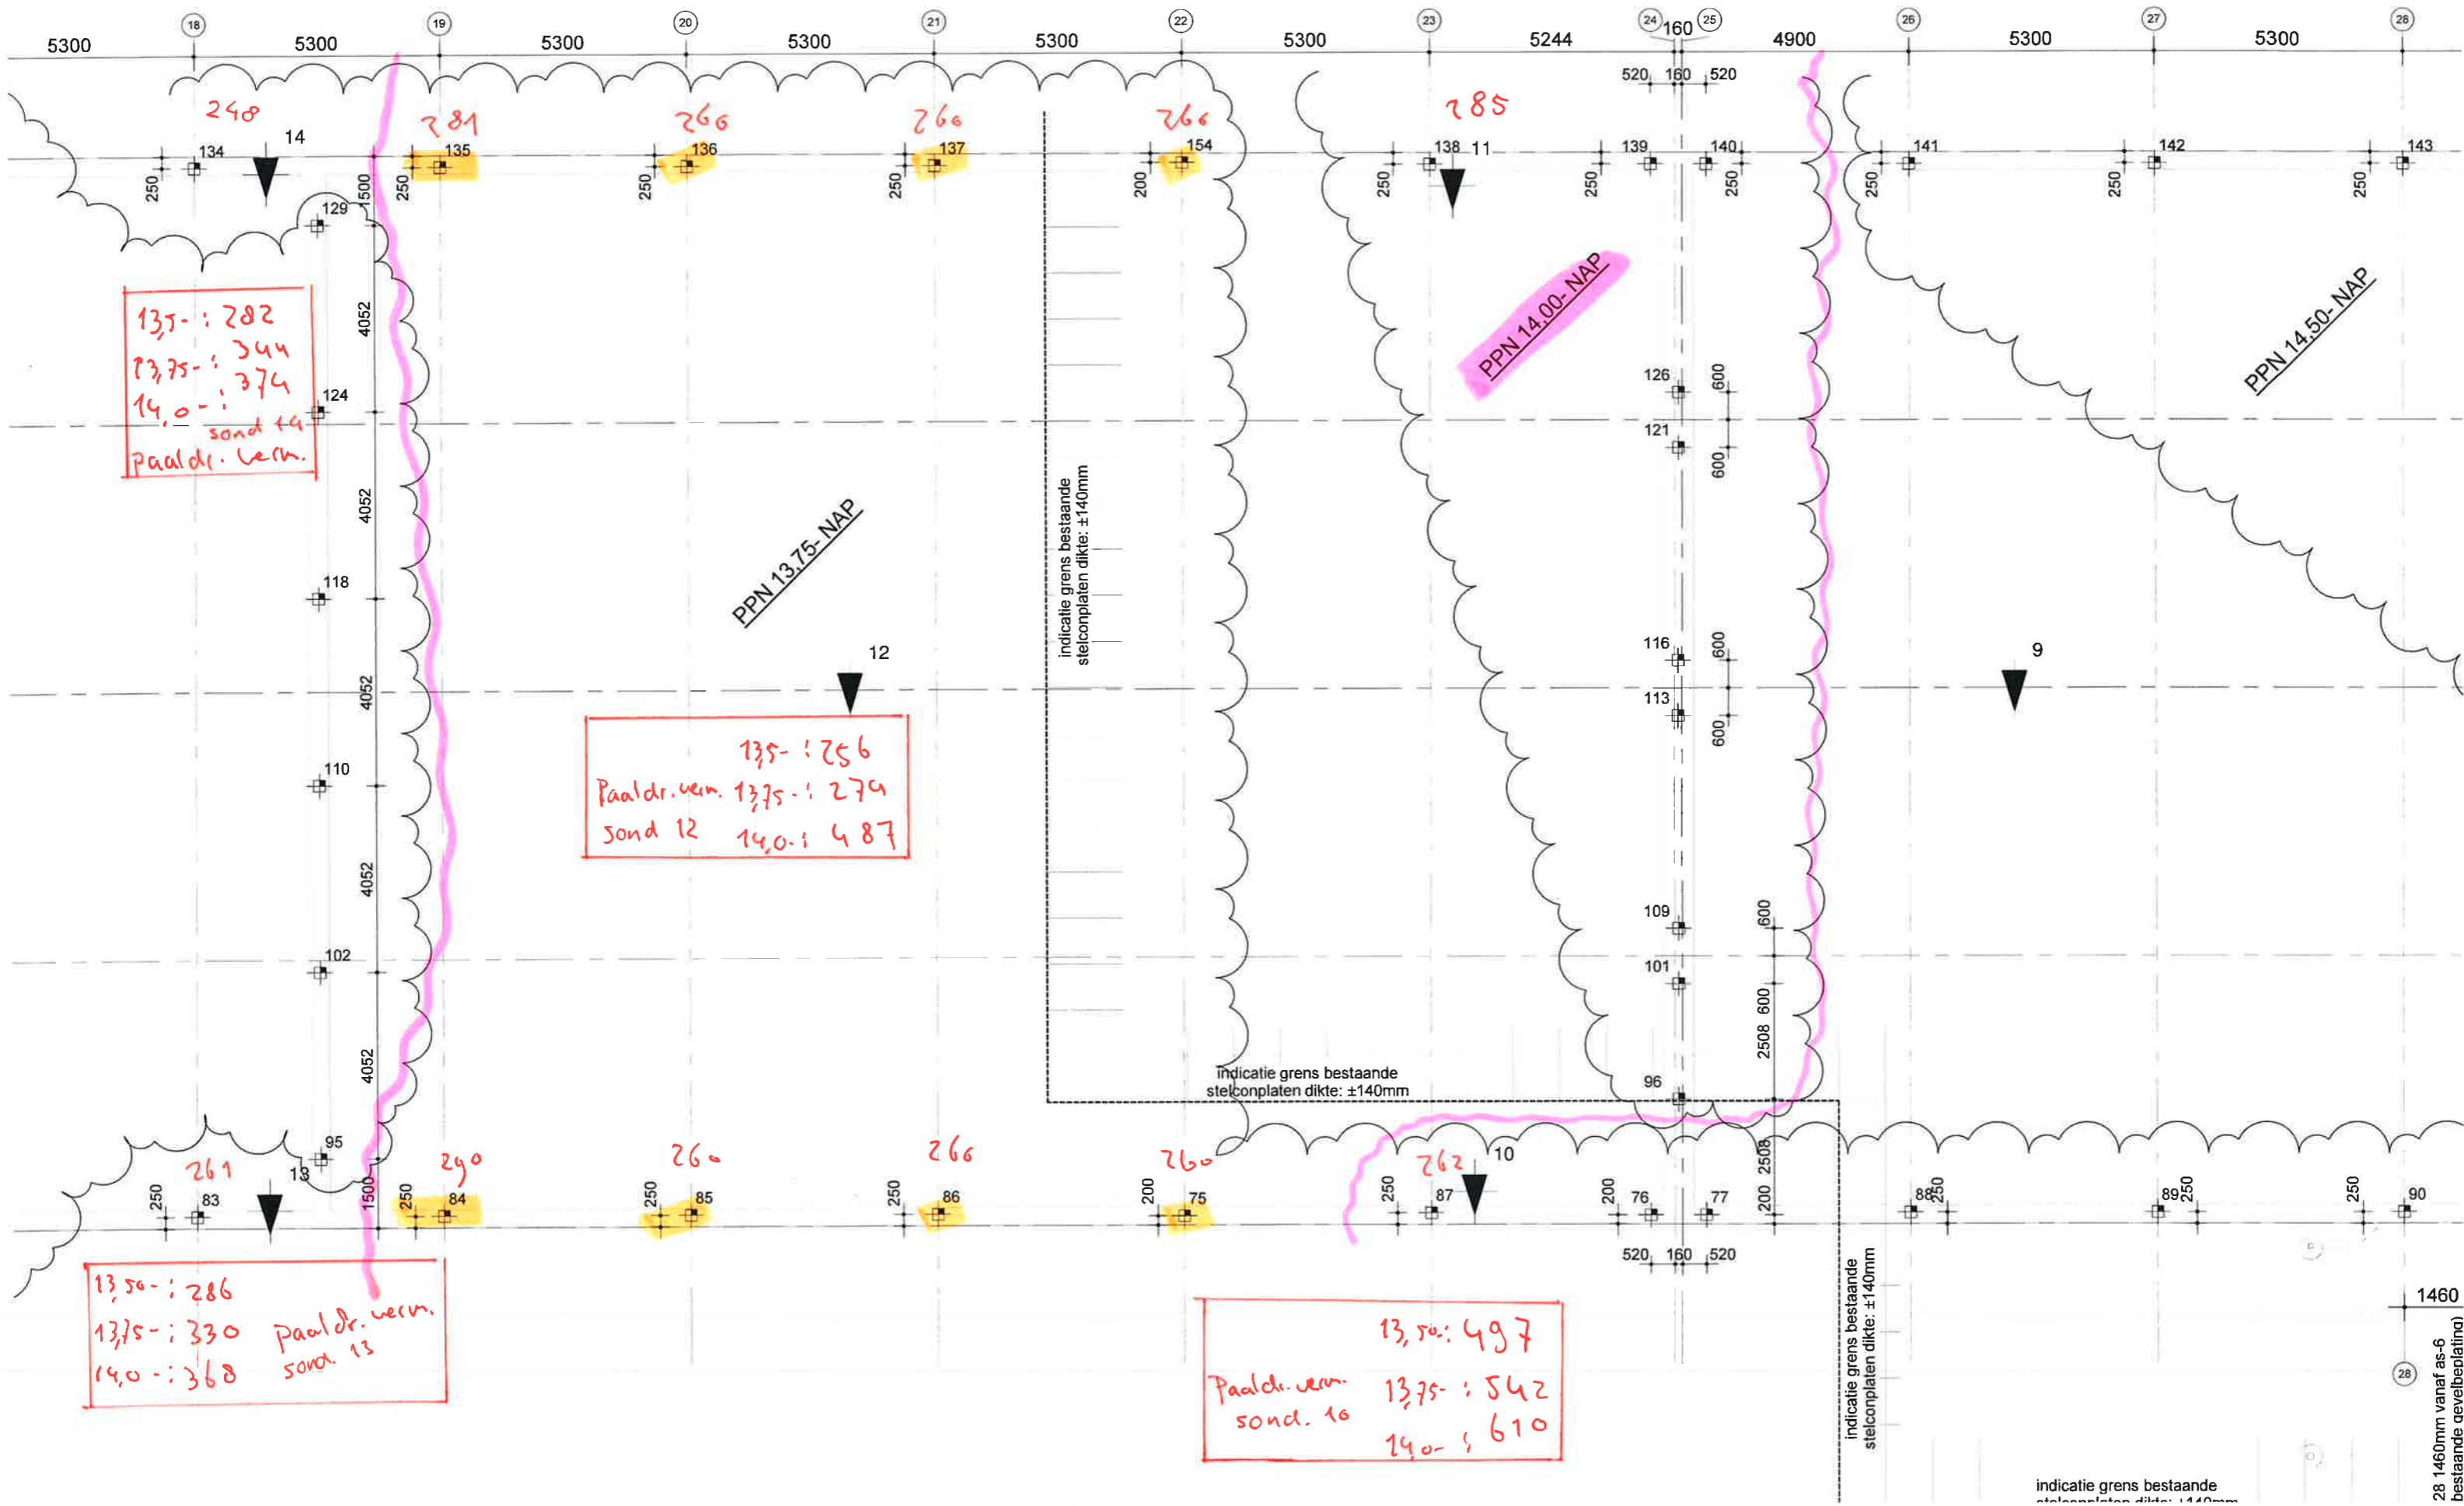 18 19 20 21 22 23 24 25 26 27 28
5300 5300 5300 5300 5300 5300 5244 160 4900 5300 5300
520 160 520
248 281 260 260 260 285
14 11
134 135 136 137 154 138 139 140 141 142 143
250 1500 250 250 250 200 250 250 250 250 250 250
129
13,5- : 282
13,75- : 344
14,0- : 374
sond 14
paaldr. verm.
4052
124
PPN 14,00- NAP
PPN 14,50- NAP
126 600
121 600
4052
indicatie grens bestaande
stelconplaten dikte: ±140mm
PPN 13,75- NAP
118
12
116 600
113 600
9
4052
13,5- : 256
Paaldr. verm. 13,75- : 274
sond 12 14,0- : 487
110
4052
109 600
101 600
102
2508
4052
indicatie grens bestaande
stelconplaten dikte: ±140mm
96
2508
95
261 13 290 260 260 260 262 10
83 84 85 86 75 87 76 77 88 89 90
250 1500 250 250 250 200 250 200 200 250 250 250
520 160 520
13,50- : 286
13,75- : 330
14,0- : 368
paaldr. verm.
sond. 13
13,50- : 497
Paaldr. verm. 13,75- : 542
sond. 10 14,0- : 610
indicatie grens bestaande
stelconplaten dikte: ±140mm
1460
28
28 1460mm vanaf as-6
bestaande gevelbeplating)
indicatie grens bestaande
stelconplaten dikte: ±140mm